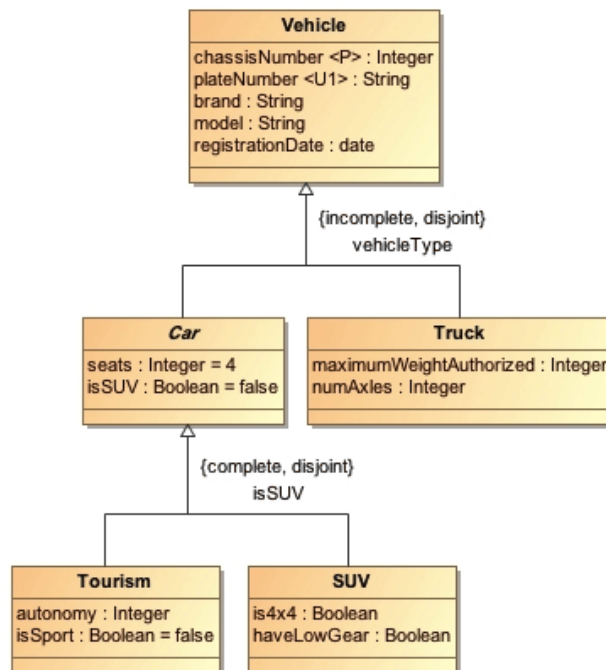 Vehicle
chassisNumber <P> : Integer
plateNumber <U1> : String
brand : String
model : String
registrationDate : date
{incomplete, disjoint}
vehicleType
Car
seats : Integer = 4
isSUV : Boolean = false
Truck
maximumWeightAuthorized : Integer
numAxles : Integer
{complete, disjoint}
isSUV
Tourism
autonomy : Integer
isSport : Boolean = false
SUV
is4x4 : Boolean
haveLowGear : Boolean